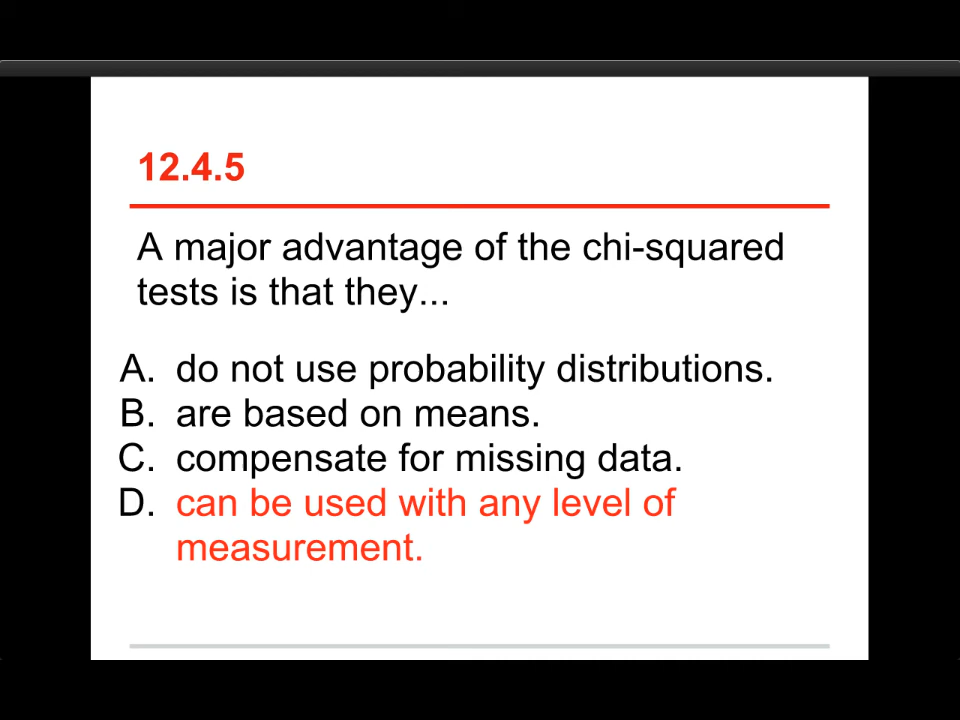 12.4.5
A major advantage of the chi-squared
tests is that they...
A. do not use probability distributions.
B. are based on means.
C. compensate for missing data.
D. can be used with any level of
measurement.